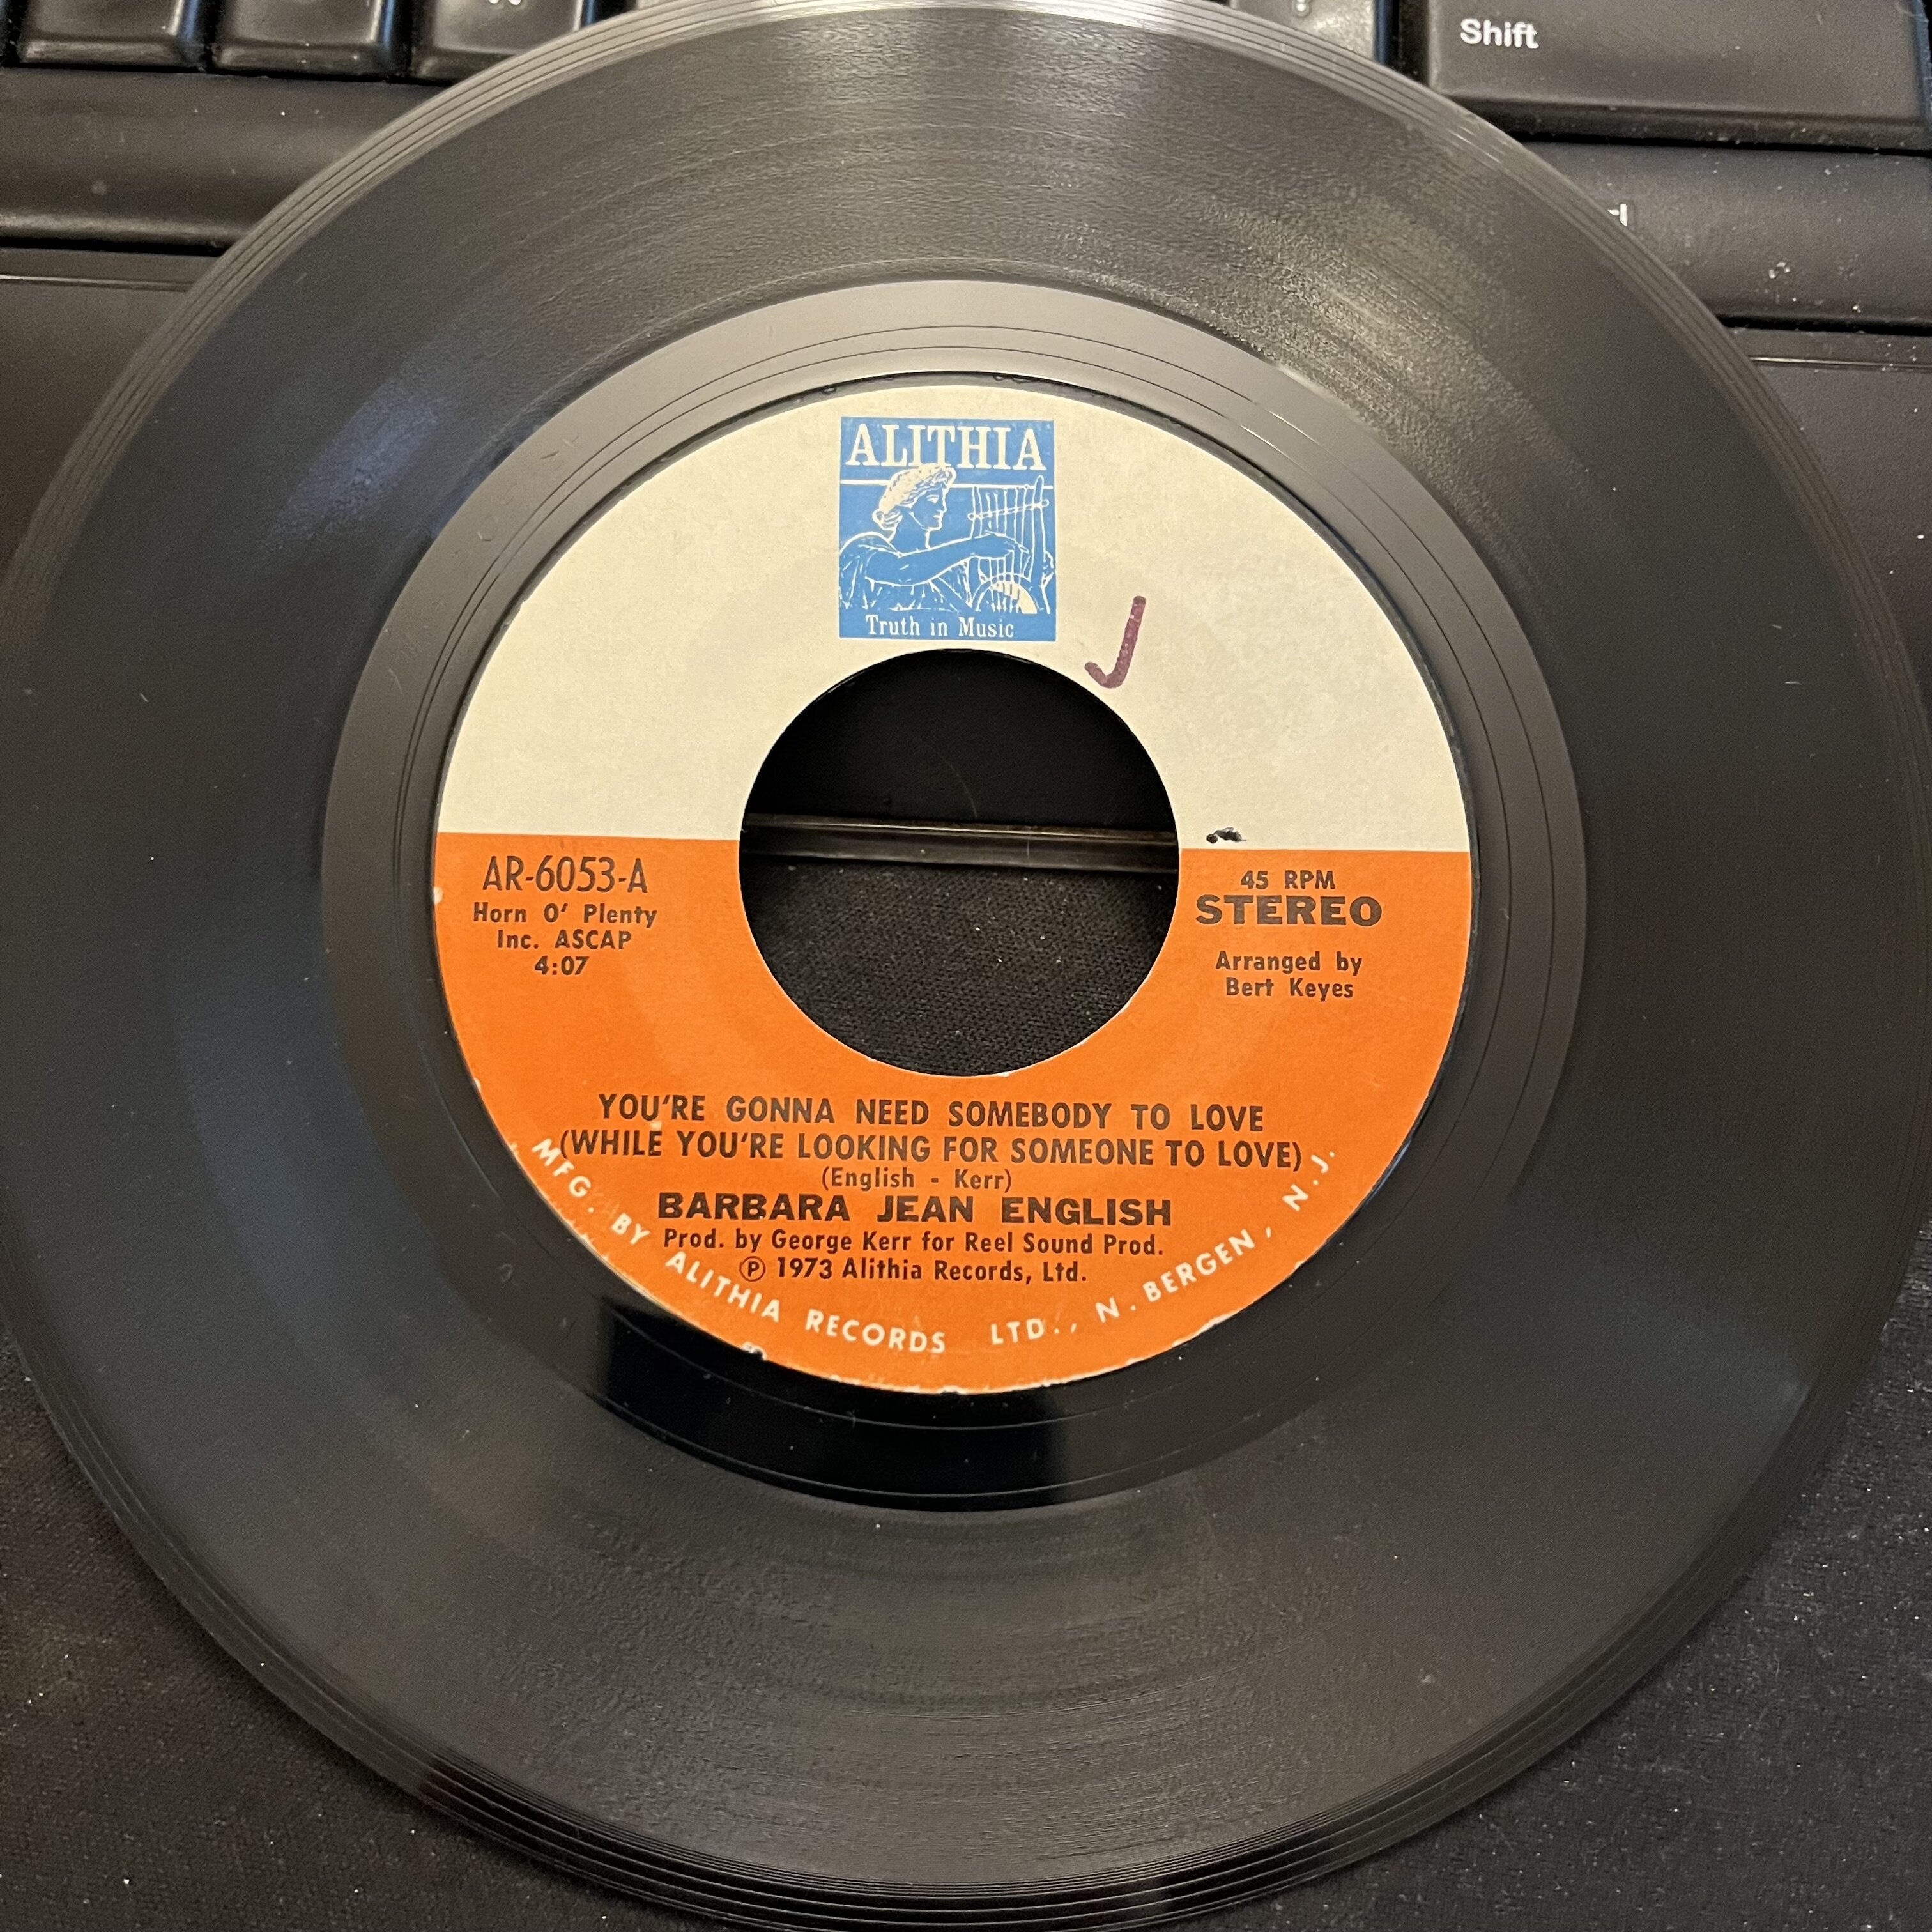 Shift
ALITHIA
Truth in Music
J
AR-6053-A
Horn O' Plenty
Inc. ASCAP
4:07
45 RPM
STEREO
Arranged by
Bert Keyes
YOU'RE GONNA NEED SOMEBODY TO LOVE
(WHILE YOU'RE LOOKING FOR SOMEONE TO LOVE)
(English - Kerr)
BARBARA JEAN ENGLISH
Prod. by George Kerr for Reel Sound Prod.
℗ 1973 Alithia Records, Ltd.
MFG. BY ALITHIA RECORDS LTD., N. BERGEN, N.J.